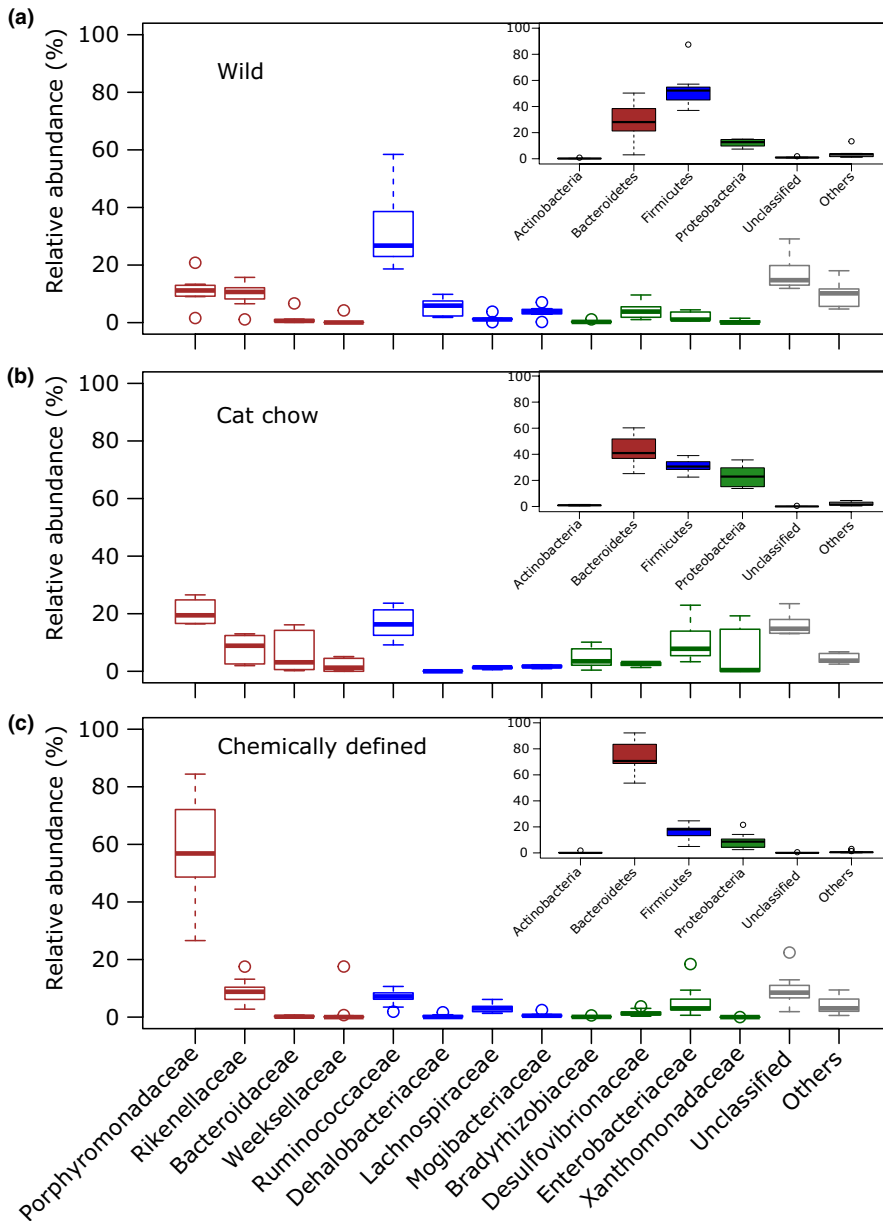 (a)
Relative abundance (%)
100
80
60
40
20
0
Wild
100
80
60
40
20
0
Actinobacteria
Bacteroidetes
Firmicutes
Proteobacteria
Unclassified
Others
(b)
Relative abundance (%)
100
80
60
40
20
0
Cat chow
100
80
60
40
20
0
Actinobacteria
Bacteroidetes
Firmicutes
Proteobacteria
Unclassified
Others
(c)
Relative abundance (%)
100
80
60
40
20
0
Chemically defined
100
80
60
40
20
0
Actinobacteria
Bacteroidetes
Firmicutes
Proteobacteria
Unclassified
Others
Porphyromonadaceae
Rikenellaceae
Bacteroidaceae
Weeksellaceae
Ruminococcaceae
Dehalobacteriaceae
Lachnospiraceae
Mogibacteriaceae
Bradyrhizobiaceae
Desulfovibrionaceae
Enterobacteriaceae
Xanthomonadaceae
Unclassified
Others